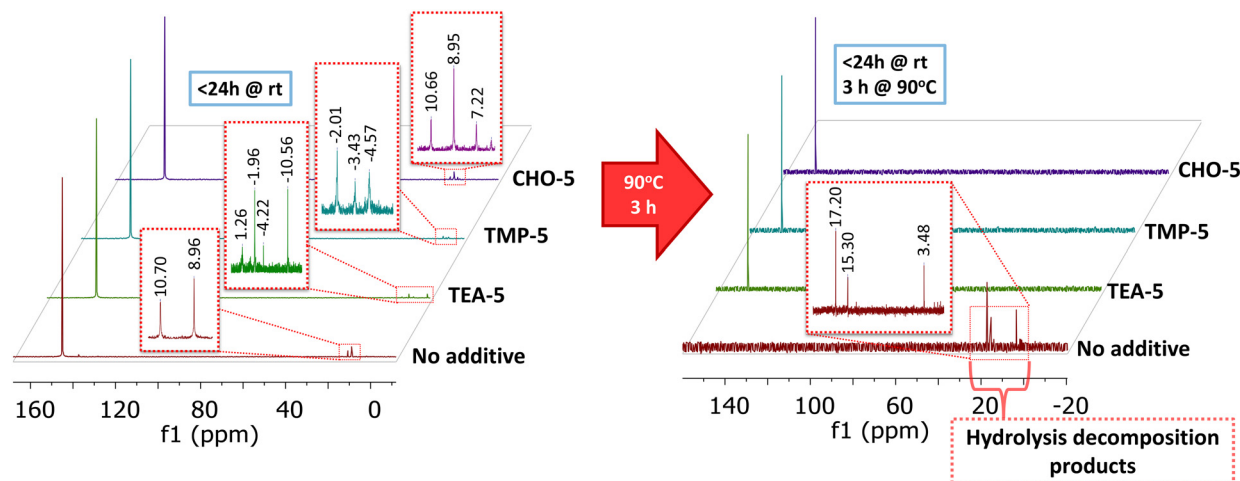 <24h @ rt
10.66
8.95
7.22
CHO-5
-2.01
-3.43
-4.57
TMP-5
1.26
-1.96
-4.22
-10.56
TEA-5
10.70
8.96
No additive
160
120
80
40
0
f1 (ppm)
90°C
3 h
<24h @ rt
3 h @ 90°C
CHO-5
TMP-5
TEA-5
17.20
15.30
3.48
No additive
140
100
60
20
-20
f1 (ppm)
Hydrolysis decomposition
products